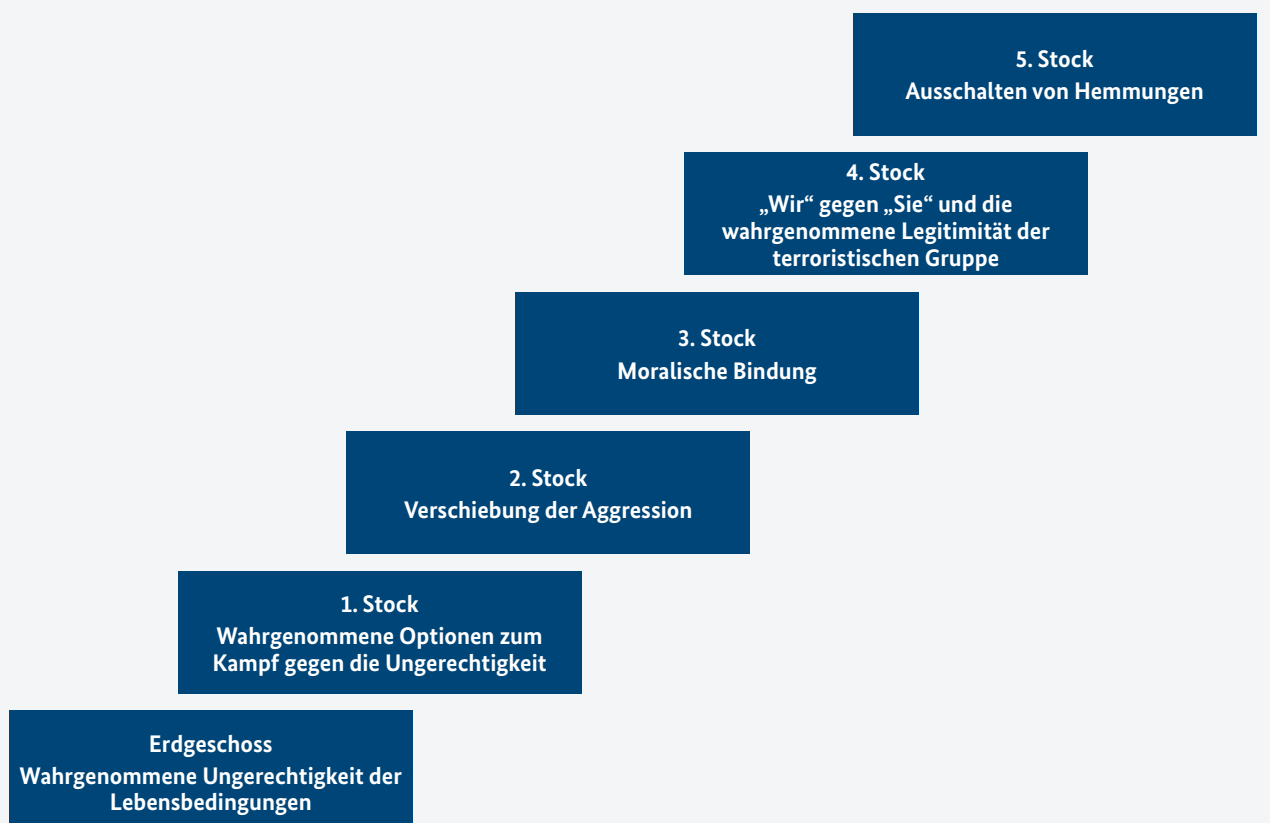 5. Stock
Ausschalten von Hemmungen
4. Stock
„Wir“ gegen „Sie“ und die
wahrgenommene Legitimität der
terroristischen Gruppe
3. Stock
Moralische Bindung
2. Stock
Verschiebung der Aggression
1. Stock
Wahrgenommene Optionen zum
Kampf gegen die Ungerechtigkeit
Erdgeschoss
Wahrgenommene Ungerechtigkeit der
Lebensbedingungen